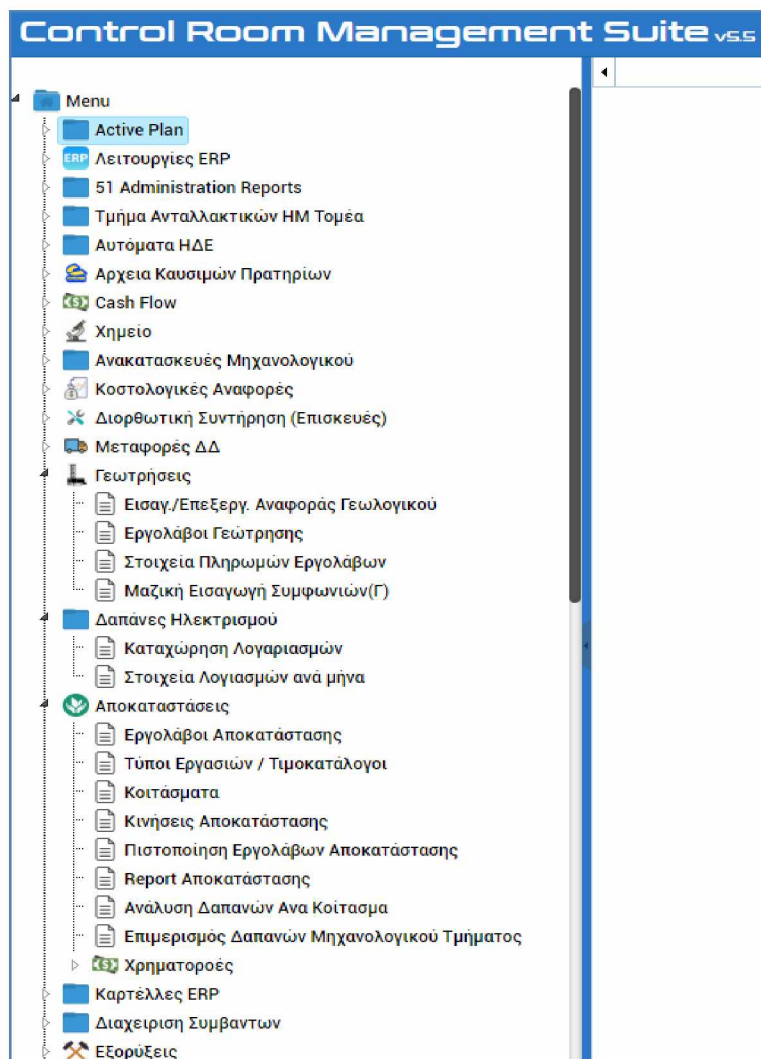 Control Room Management Suite v5.5
Menu
Active Plan
ERP Λειτουργίες ERP
51 Administration Reports
Τμήμα Ανταλλακτικών ΗΜ Τομέα
Αυτόματα ΗΔΕ
Αρχεια Καυσιμών Πρατηρίων
Cash Flow
Χημείο
Ανακατασκευές Μηχανολογικού
Κοστολογικές Αναφορές
Διορθωτική Συντήρηση (Επισκευές)
Μεταφορές ΔΔ
Γεωτρήσεις
Εισαγ./Επεξεργ. Αναφοράς Γεωλογικού
Εργολάβοι Γεώτρησης
Στοιχεία Πληρωμών Εργολάβων
Μαζική Εισαγωγή Συμφωνιών(Γ)
Δαπάνες Ηλεκτρισμού
Καταχώρηση Λογαριασμών
Στοιχεία Λογιασμών ανά μήνα
Αποκαταστάσεις
Εργολάβοι Αποκατάστασης
Τύποι Εργασιών / Τιμοκατάλογοι
Κοιτάσματα
Κινήσεις Αποκατάστασης
Πιστοποίηση Εργολάβων Αποκατάστασης
Report Αποκατάστασης
Ανάλυση Δαπανών Ανα Κοίτασμα
Επιμερισμός Δαπανών Μηχανολογικού Τμήματος
Χρηματοροές
Καρτέλλες ERP
Διαχειριση Συμβαντων
Εξορύξεις